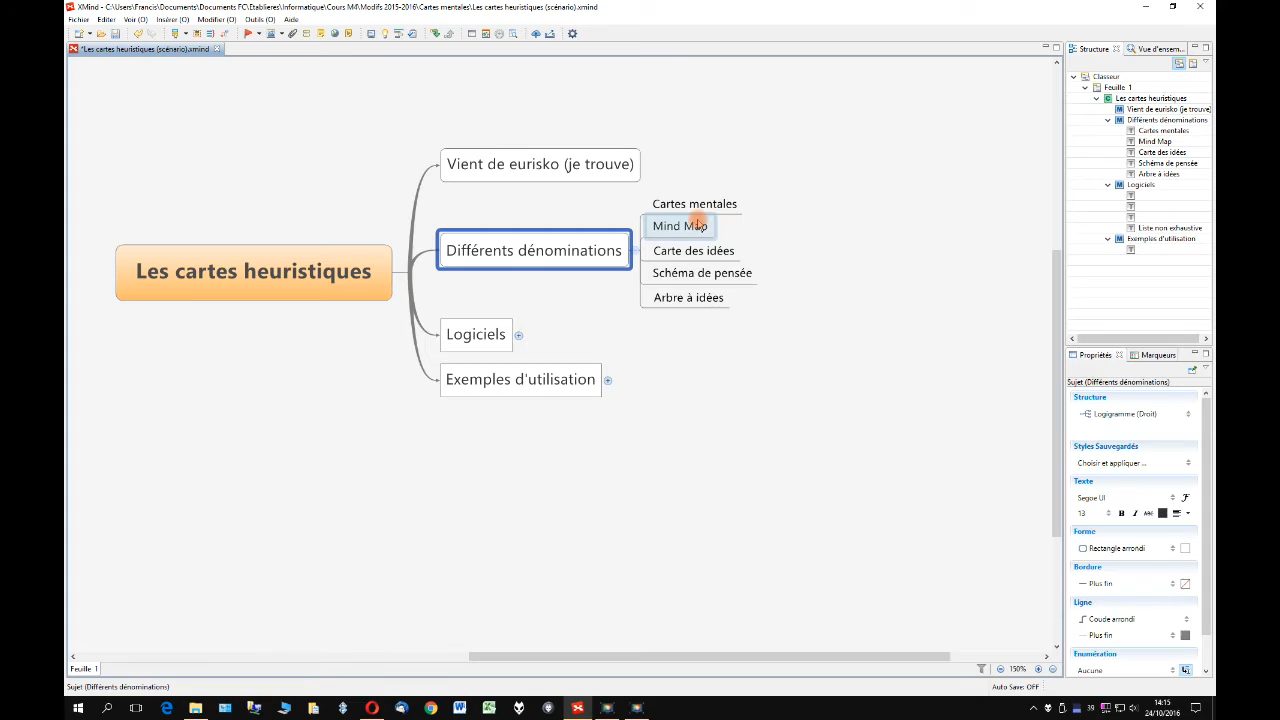 XMind - C:\Users\Francis\Documents\Documents FC\Etablieres\Informatique\Cours M4\Modifs 2015-2016\Cartes mentales\Les cartes heuristiques (scénario).xmind
Fichier Editer Voir (O) Insérer (O) Modifier (O) Outils (O) Aide
*Les cartes heuristiques (scénario).xmind
Structure Vue d'ensem...
Classeur
Feuille 1
Les cartes heuristiques
Vient de eurisko (je trouve)
Différents dénominations
Cartes mentales
Mind Map
Carte des idées
Schéma de pensée
Arbre à idées
Logiciels
Liste non exhaustive
Exemples d'utilisation
Vient de eurisko (je trouve)
Cartes mentales
Mind Map
Différents dénominations
Carte des idées
Les cartes heuristiques
Schéma de pensée
Arbre à idées
Logiciels
Exemples d'utilisation
Propriétés Marqueurs
Sujet (Différents dénominations)
Structure
Logigramme (Droit)
Styles Sauvegardés
Choisir et appliquer ...
Texte
Segoe UI
13 B I ABC
Forme
Rectangle arrondi
Bordure
Plus fin
Ligne
Coude arrondi
Plus fin
Enumération
Aucune
Feuille 1
150%
Sujet (Différents dénominations)
Auto Save: OFF
39
14:15
24/10/2016